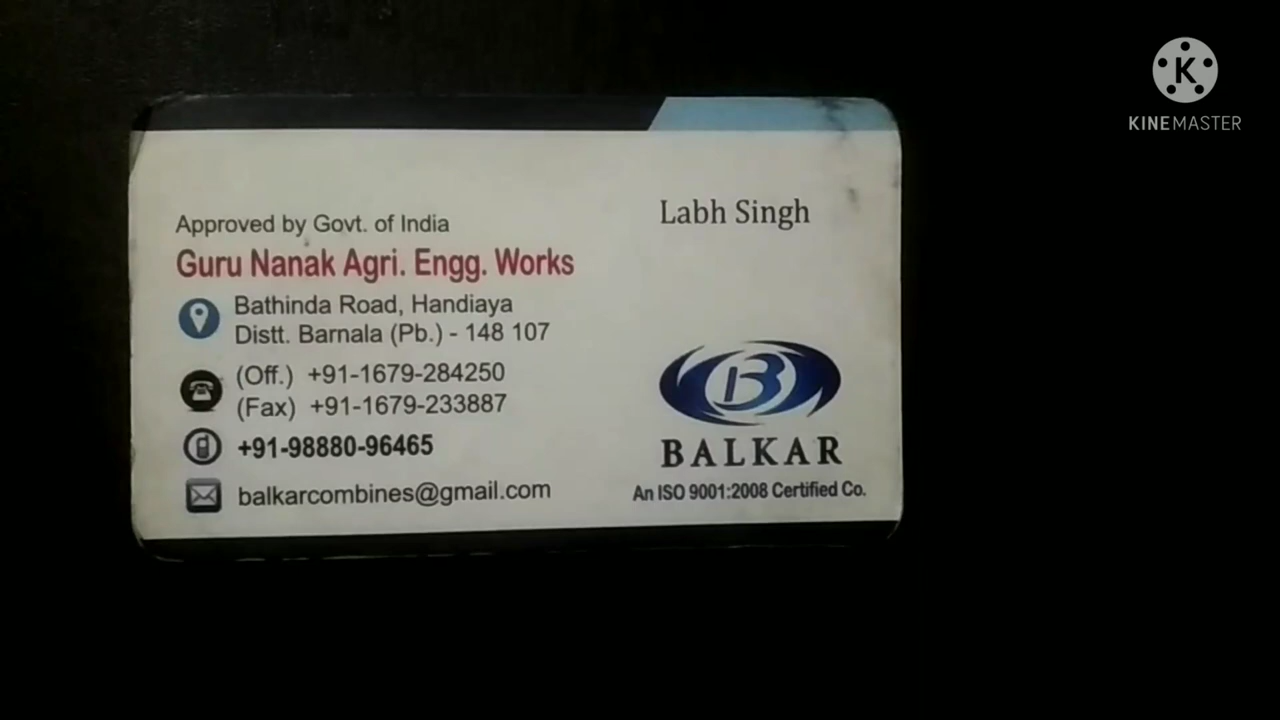 Approved by Govt. of India
Guru Nanak Agri. Engg. Works
Bathinda Road, Handiaya
Distt. Barnala (Pb.) - 148 107
(Off.) +91-1679-284250
(Fax) +91-1679-233887
+91-98880-96465
balkarcombines@gmail.com
Labh Singh
B
BALKAR
An ISO 9001:2008 Certified Co.
K
KINEMASTER